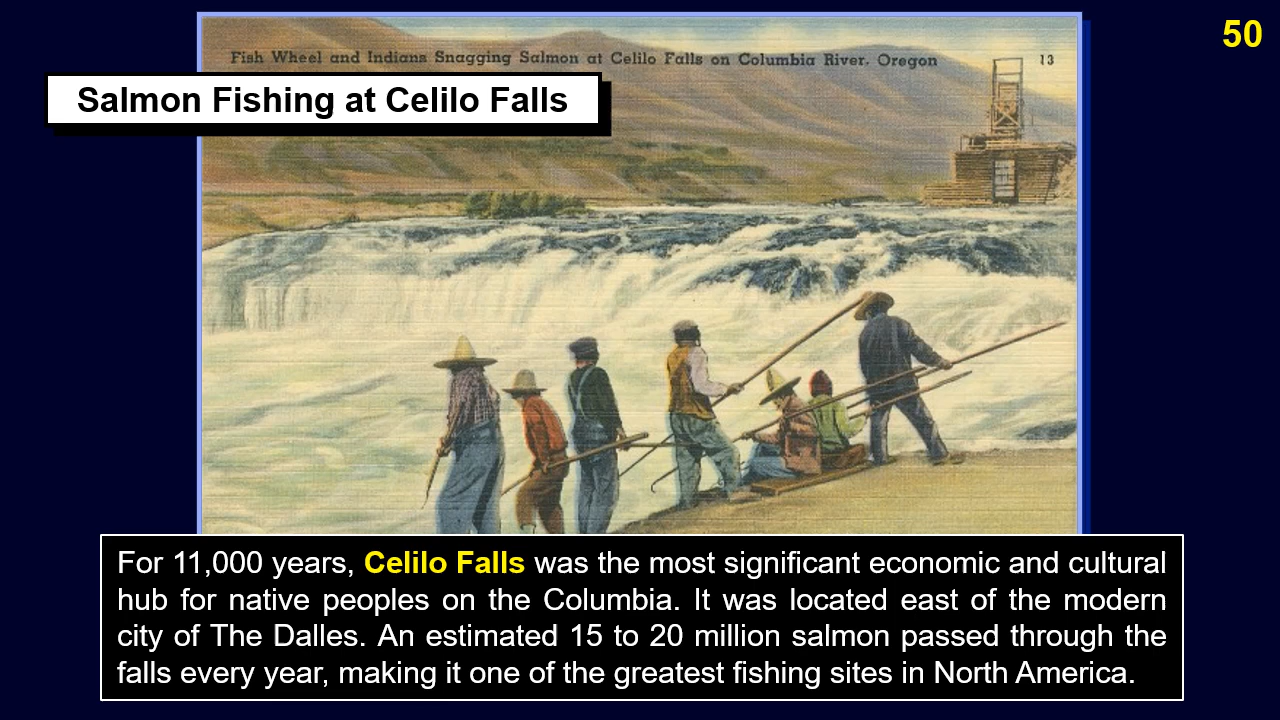 50
Fish Wheel and Indians Snagging Salmon at Celilo Falls on Columbia River, Oregon 13
Salmon Fishing at Celilo Falls
For 11,000 years, Celilo Falls was the most significant economic and cultural
hub for native peoples on the Columbia. It was located east of the modern
city of The Dalles. An estimated 15 to 20 million salmon passed through the
falls every year, making it one of the greatest fishing sites in North America.